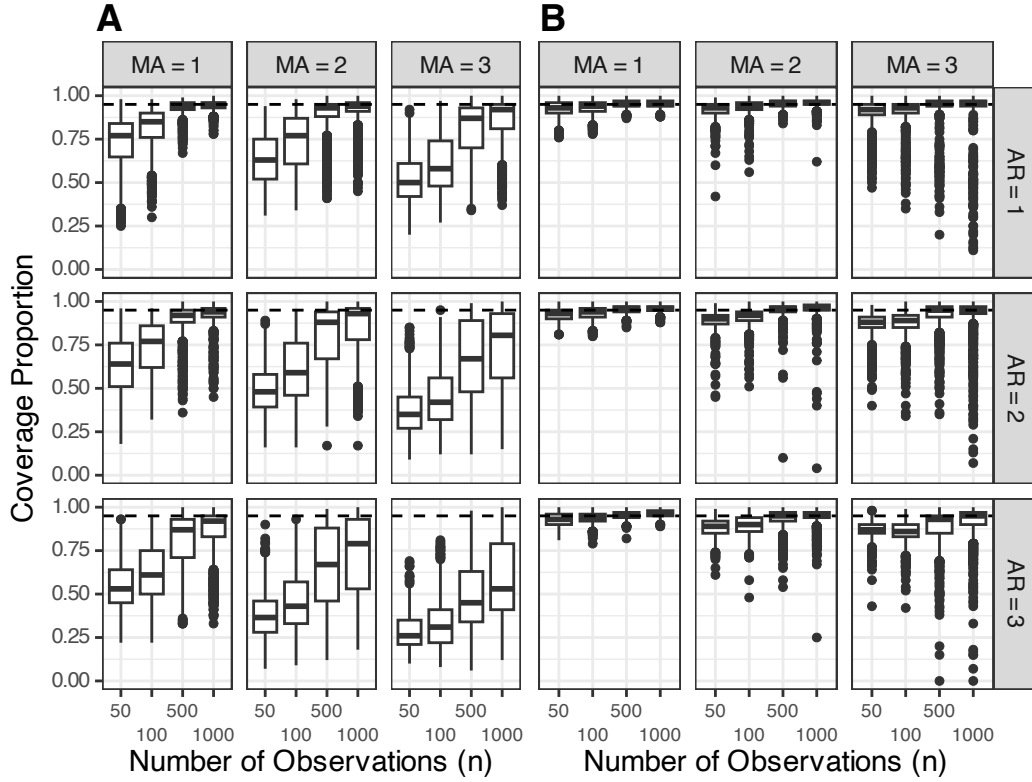 A B
MA = 1 MA = 2 MA = 3 MA = 1 MA = 2 MA = 3
1.00
0.75
0.50
0.25
0.00
AR = 1
1.00
0.75
0.50
0.25
0.00
AR = 2
1.00
0.75
0.50
0.25
0.00
AR = 3
Coverage Proportion
50 500 50 500 50 500 50 500 50 500 50 500
100 1000 100 1000 100 1000 100 1000 100 1000 100 1000
Number of Observations (n) Number of Observations (n)